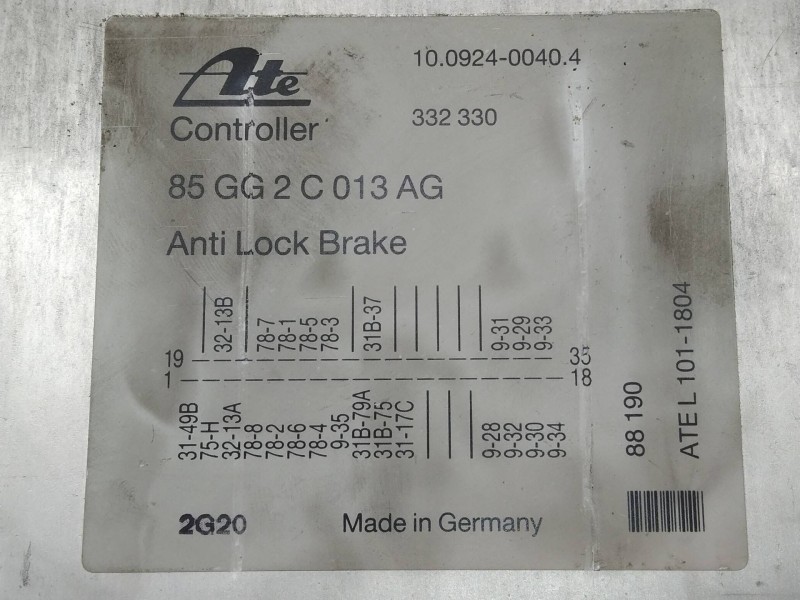 Ate
10.0924-0040.4
Controller
332 330
85 GG 2 C 013 AG
Anti Lock Brake
32-13B
78-7
78-1
78-5
78-3
31B-37
9-31
9-29
9-33
19
35
1
18
31-49B
75-H
32-13A
78-8
78-2
78-6
78-4
9-35
31B-79A
31B-75
31-17C
9-28
9-32
9-30
9-34
88 190
ATE L 101-1804
2G20
Made in Germany